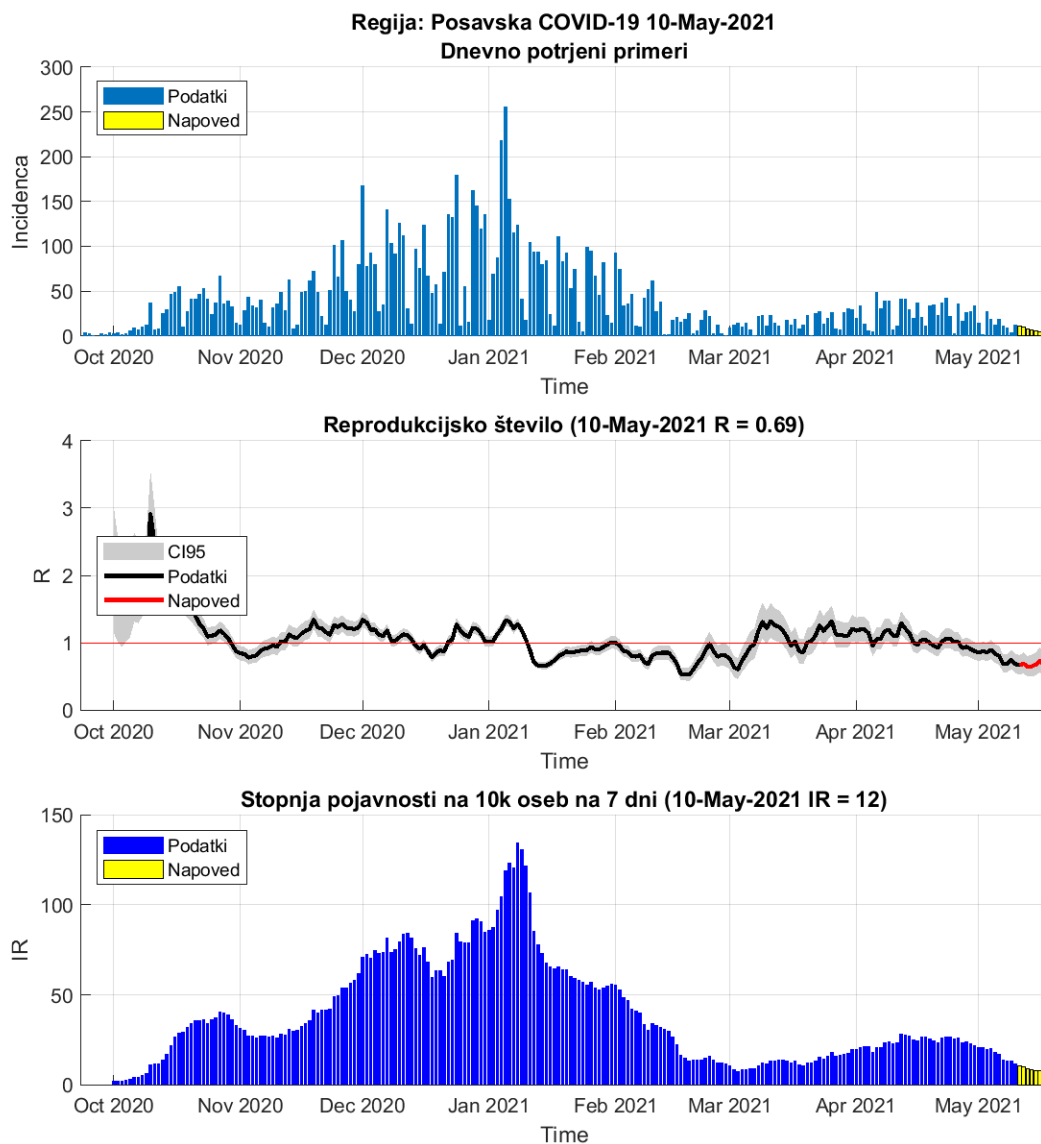 Regija: Posavska COVID-19 10-May-2021
Dnevno potrjeni primeri
300
250
200
150
100
50
0
Incidenca
Podatki
Napoved
Oct 2020 Nov 2020 Dec 2020 Jan 2021 Feb 2021 Mar 2021 Apr 2021 May 2021
Time
Reprodukcijsko število (10-May-2021 R = 0.69)
4
3
2
1
0
R
CI95
Podatki
Napoved
Oct 2020 Nov 2020 Dec 2020 Jan 2021 Feb 2021 Mar 2021 Apr 2021 May 2021
Time
Stopnja pojavnosti na 10k oseb na 7 dni (10-May-2021 IR = 12)
150
100
50
0
IR
Podatki
Napoved
Oct 2020 Nov 2020 Dec 2020 Jan 2021 Feb 2021 Mar 2021 Apr 2021 May 2021
Time